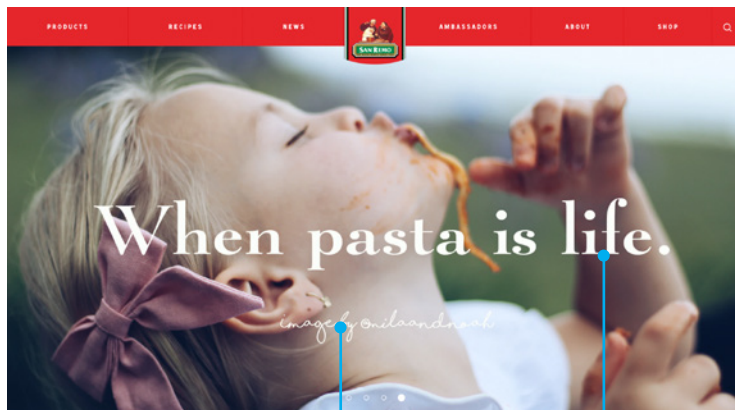 PRODUCTS RECIPES NEWS AMBASSADORS ABOUT SHOP
SAN REMO
When pasta is life.
image by @nilaandnoah